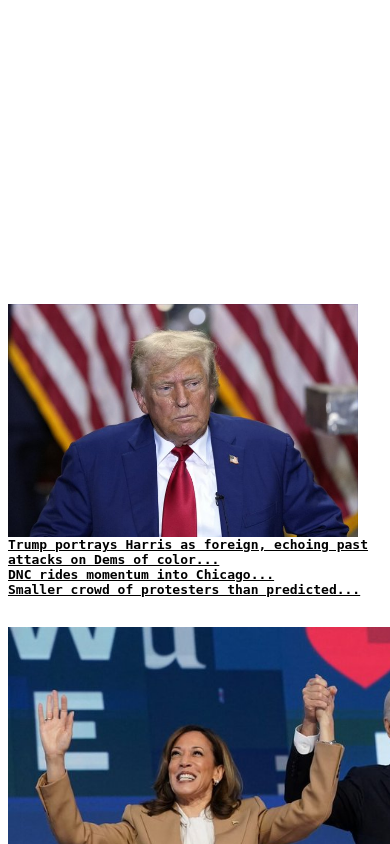 Trump portrays Harris as foreign, echoing past
attacks on Dems of color...
DNC rides momentum into Chicago...
Smaller crowd of protesters than predicted...
W u
E